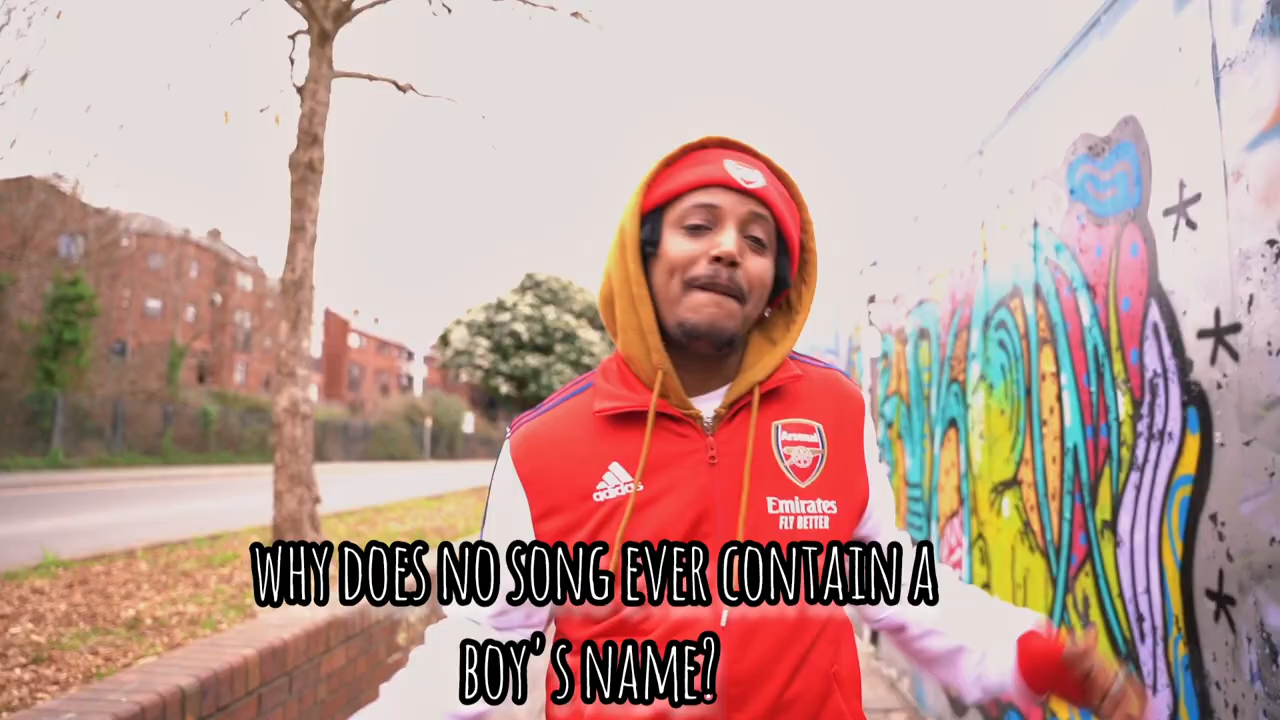 Arsenal
adidas
Emirates
FLY BETTER
WHY DOES NO SONG EVER CONTAIN A
BOY'S NAME?